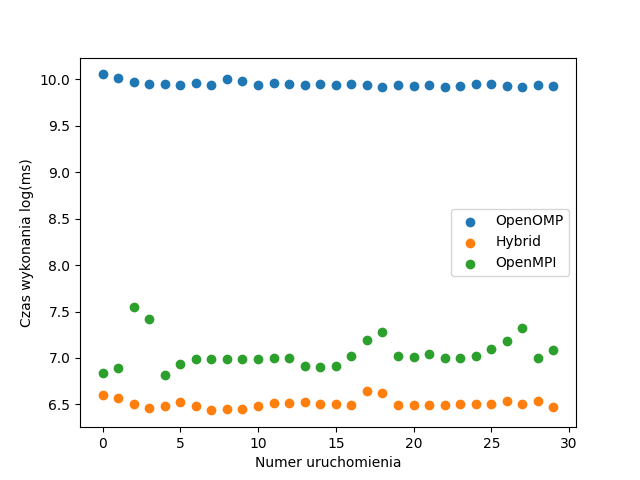 10.0
9.5
9.0
8.5
8.0
7.5
7.0
6.5
Czas wykonania log(ms)
OpenOMP
Hybrid
OpenMPI
0 5 10 15 20 25 30
Numer uruchomienia